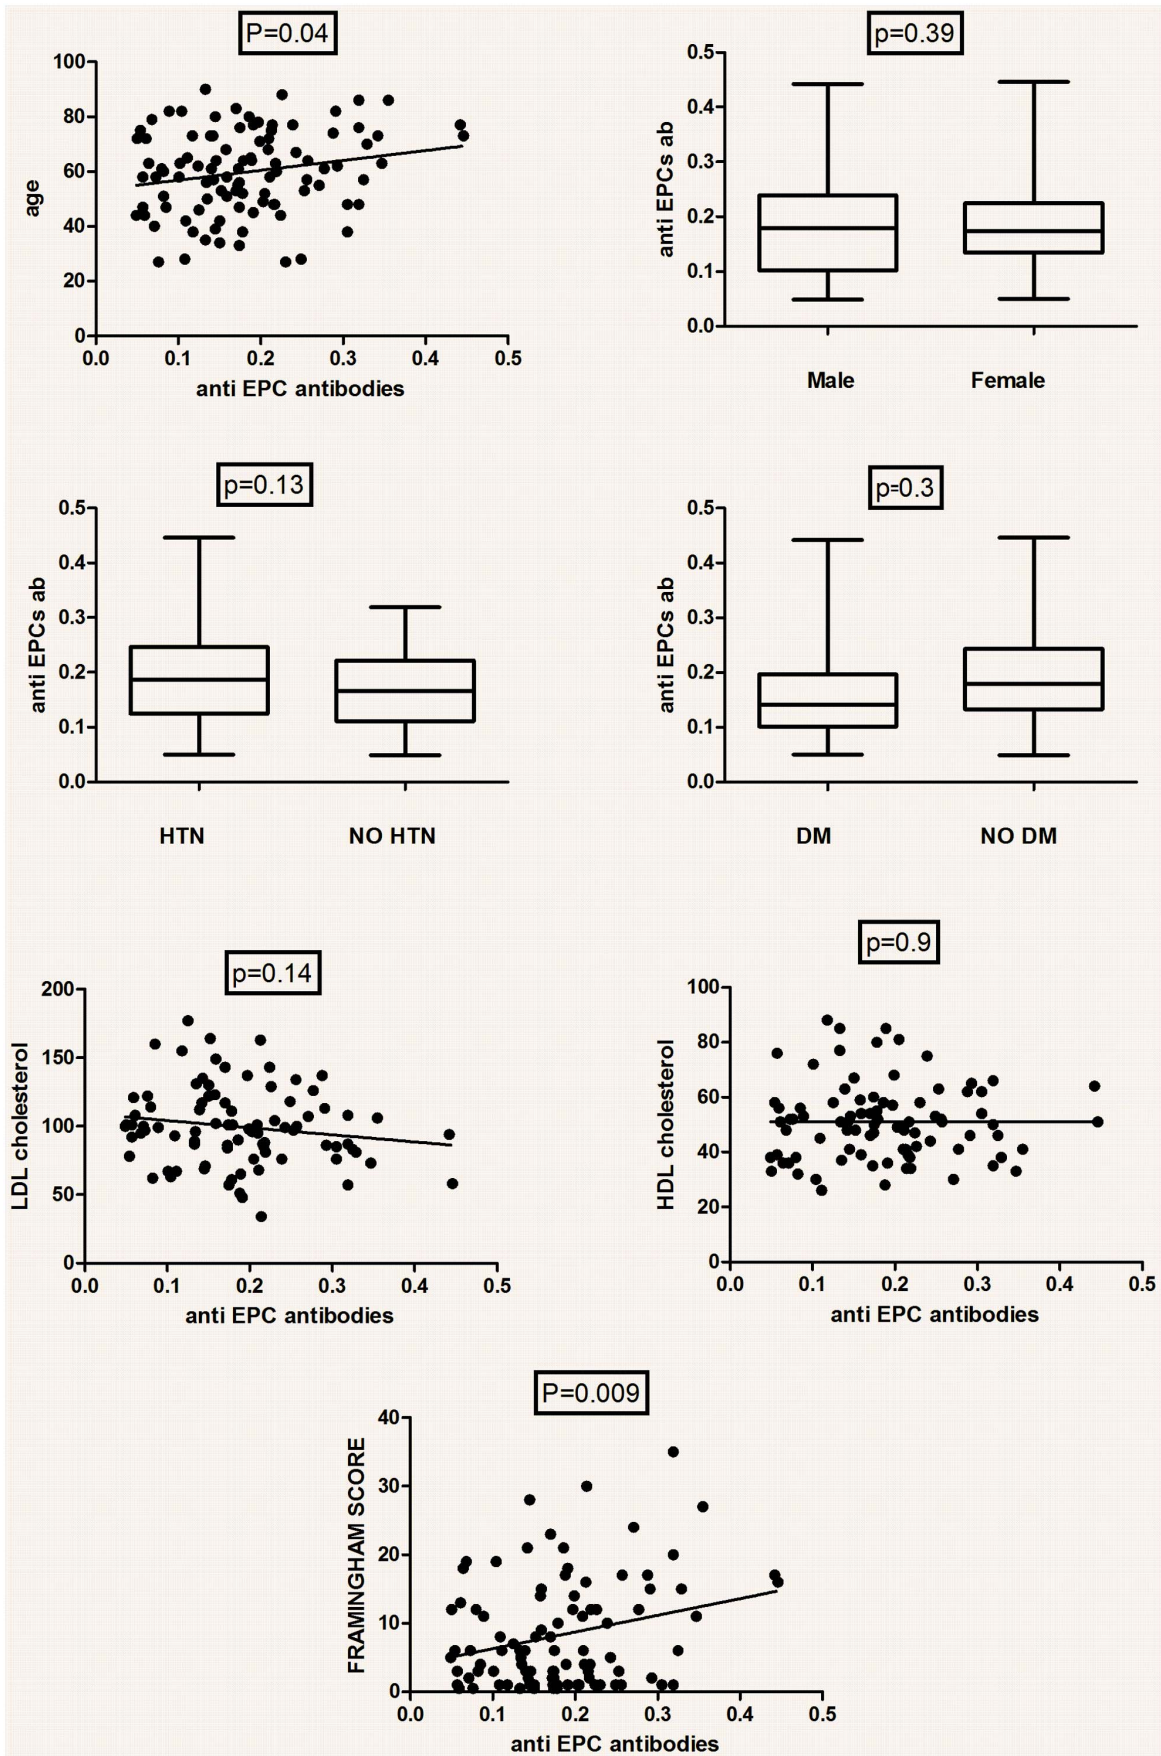 P=0.04
100
80
60
40
20
0
age
0.0 0.1 0.2 0.3 0.4 0.5
anti EPC antibodies
p=0.39
0.5
0.4
0.3
0.2
0.1
0.0
anti EPCs ab
Male Female
p=0.13
0.5
0.4
0.3
0.2
0.1
0.0
anti EPCs ab
HTN NO HTN
p=0.3
0.5
0.4
0.3
0.2
0.1
0.0
anti EPCs ab
DM NO DM
p=0.14
200
150
100
50
0
LDL cholesterol
0.0 0.1 0.2 0.3 0.4 0.5
anti EPC antibodies
p=0.9
100
80
60
40
20
0
HDL cholesterol
0.0 0.1 0.2 0.3 0.4 0.5
anti EPC antibodies
P=0.009
40
30
20
10
0
FRAMINGHAM SCORE
0.0 0.1 0.2 0.3 0.4 0.5
anti EPC antibodies